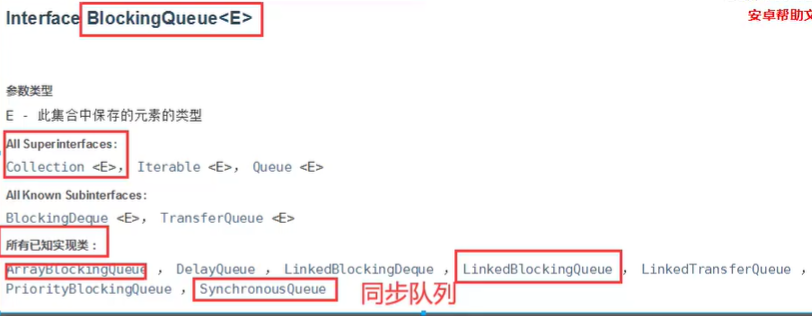 Interface BlockingQueue<E>
安卓帮助文
参数类型
E - 此集合中保存的元素的类型
All Superinterfaces:
Collection <E>, Iterable <E>, Queue <E>
All Known Subinterfaces:
BlockingDeque <E>, TransferQueue <E>
所有已知实现类：
ArrayBlockingQueue , DelayQueue , LinkedBlockingDeque , LinkedBlockingQueue , LinkedTransferQueue ,
PriorityBlockingQueue , SynchronousQueue 同步队列